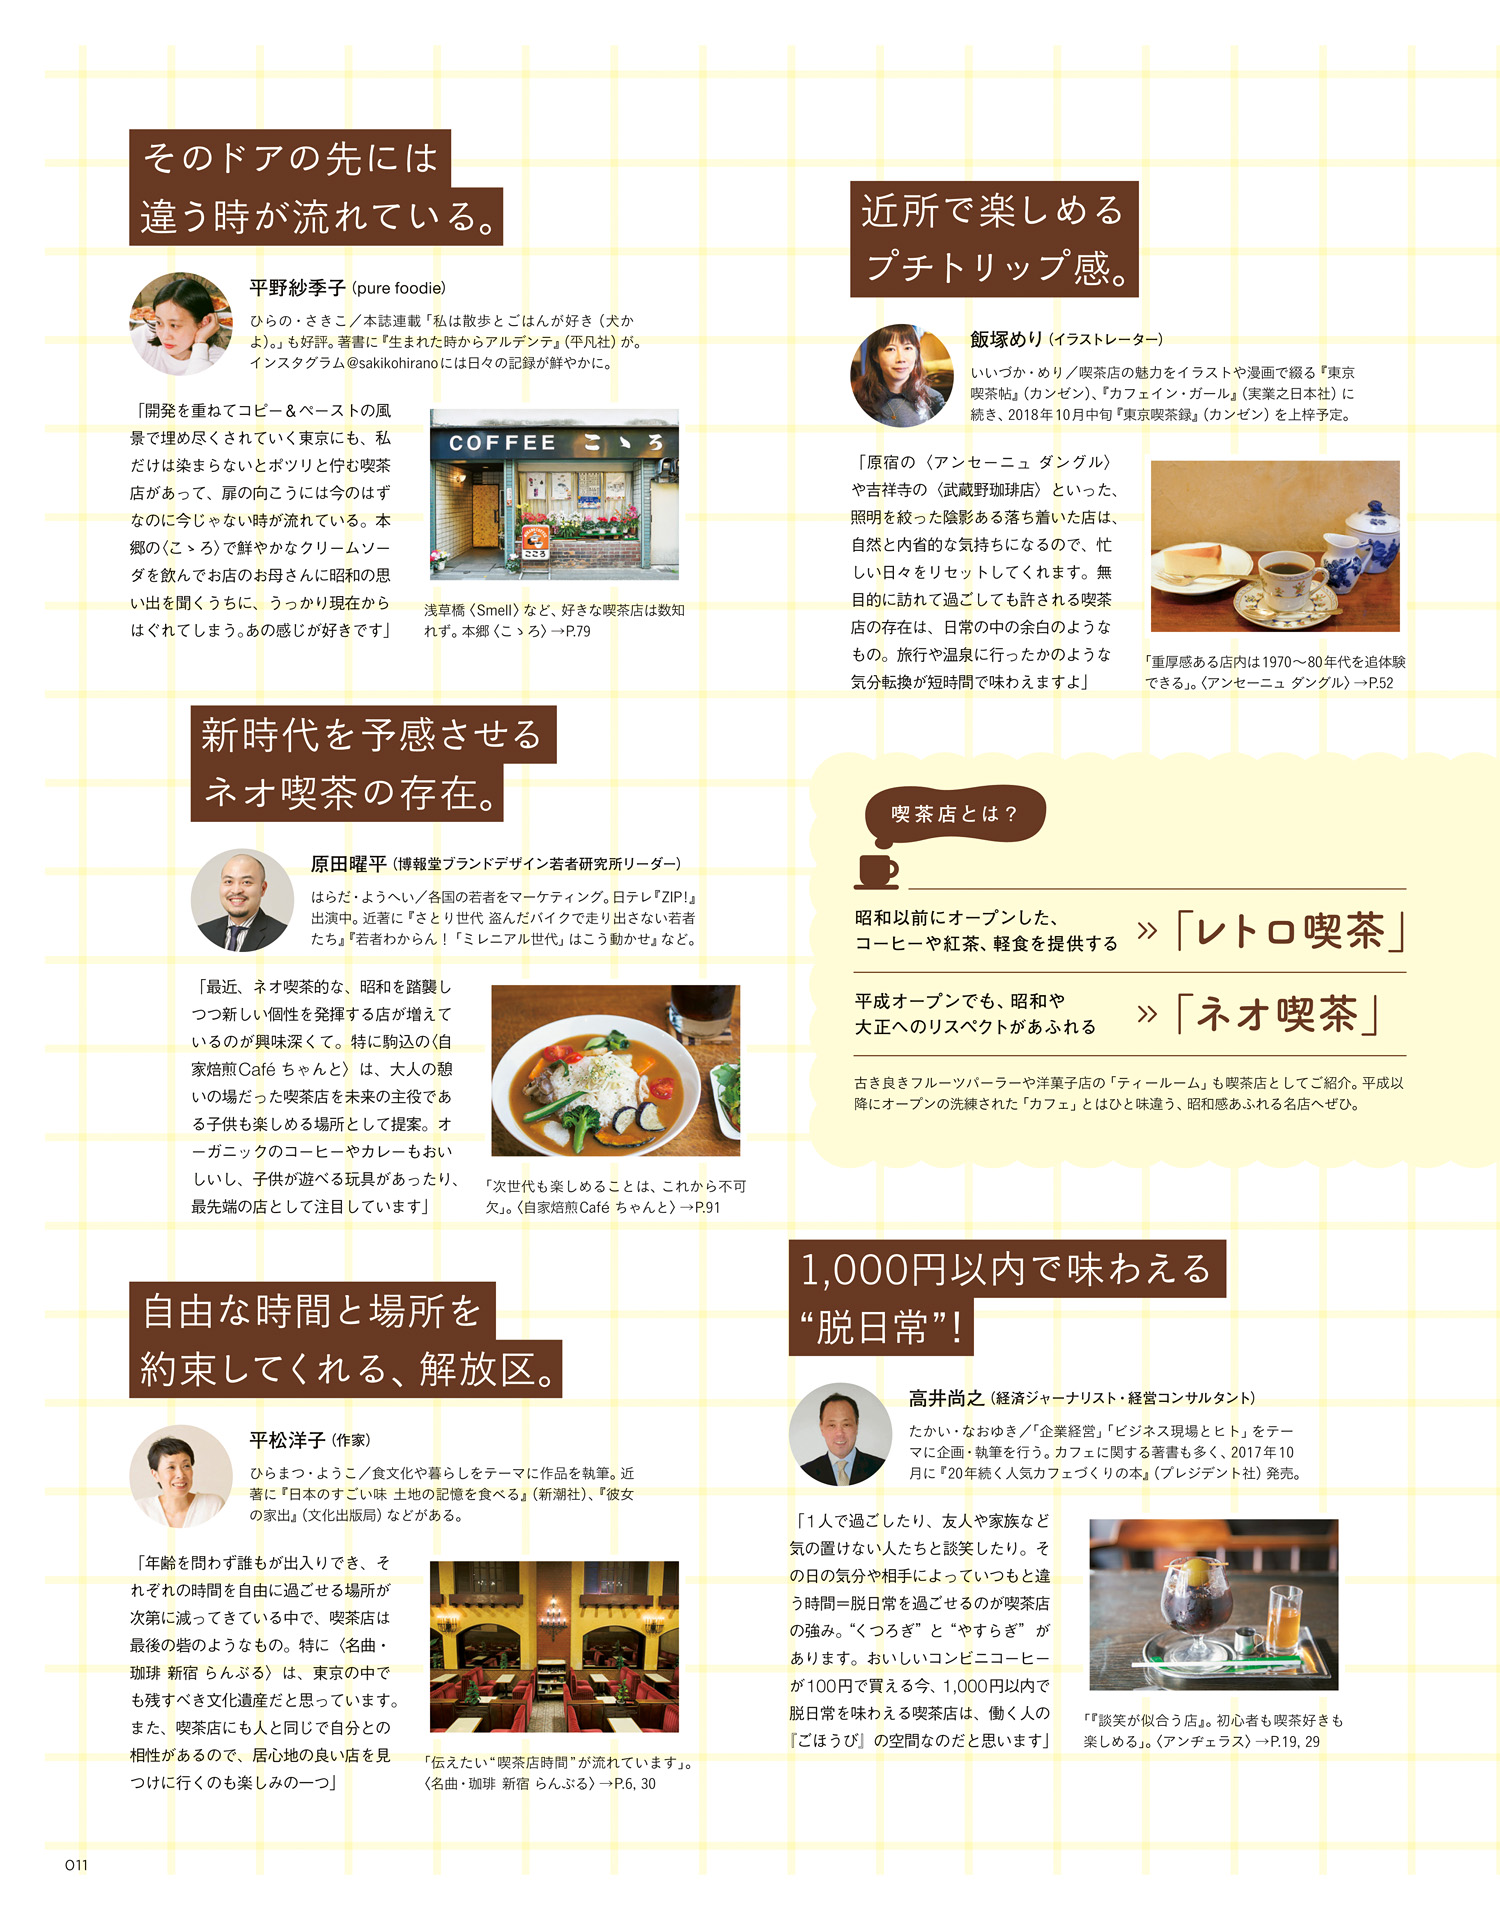 そのドアの先には
違う時が流れている。
平野紗季子（pure foodie）
ひらの・さきこ／本誌連載「私は散歩とごはんが好き（犬か
よ）。」も好評。著書に『生まれた時からアルデンテ』（平凡社）が。
インスタグラム@sakikohiranoには日々の記録が鮮やかに。
「開発を重ねてコピー＆ペーストの風
景で埋め尽くされていく東京にも、私
だけは染まらないとポツリと佇む喫茶
店があって、扉の向こうには今のはず
なのに今じゃない時が流れている。本
郷の〈こゝろ〉で鮮やかなクリームソー
ダを飲んでお店のお母さんに昭和の思
い出を聞くうちに、うっかり現在から
はぐれてしまう。あの感じが好きです」
COFFEE こゝろ
こころ
浅草橋〈Smell〉など、好きな喫茶店は数知
れず。本郷〈こゝろ〉→P.79
近所で楽しめる
プチトリップ感。
飯塚めり（イラストレーター）
いいづか・めり／喫茶店の魅力をイラストや漫画で綴る『東京
喫茶帖』（カンゼン）、『カフェイン・ガール』（実業之日本社）に
続き、2018年10月中旬『東京喫茶録』（カンゼン）を上梓予定。
「原宿の〈アンセーニュ ダングル〉
や吉祥寺の〈武蔵野珈琲店〉といった、
照明を絞った陰影ある落ち着いた店は、
自然と内省的な気持ちになるので、忙
しい日々をリセットしてくれます。無
目的に訪れて過ごしても許される喫茶
店の存在は、日常の中の余白のような
もの。旅行や温泉に行ったかのような
気分転換が短時間で味わえますよ」
「重厚感ある店内は1970〜80年代を追体験
できる」。〈アンセーニュ ダングル〉→P.52
新時代を予感させる
ネオ喫茶の存在。
原田曜平（博報堂ブランドデザイン若者研究所リーダー）
はらだ・ようへい／各国の若者をマーケティング。日テレ『ZIP!』
出演中。近著に『さとり世代 盗んだバイクで走り出さない若者
たち』『若者わからん！「ミレニアル世代」はこう動かせ』など。
「最近、ネオ喫茶的な、昭和を踏襲し
つつ新しい個性を発揮する店が増えて
いるのが興味深くて。特に駒込の〈自
家焙煎Café ちゃんと〉は、大人の憩
いの場だった喫茶店を未来の主役であ
る子供も楽しめる場所として提案。オ
ーガニックのコーヒーやカレーもおい
しいし、子供が遊べる玩具があったり、
最先端の店として注目しています」
「次世代も楽しめることは、これから不可
欠」。〈自家焙煎Café ちゃんと〉→P.91
喫茶店とは？
昭和以前にオープンした、
コーヒーや紅茶、軽食を提供する
»「レトロ喫茶」
平成オープンでも、昭和や
大正へのリスペクトがあふれる
»「ネオ喫茶」
古き良きフルーツパーラーや洋菓子店の「ティールーム」も喫茶店としてご紹介。平成以
降にオープンの洗練された「カフェ」とはひと味違う、昭和感あふれる名店へぜひ。
自由な時間と場所を
約束してくれる、解放区。
平松洋子（作家）
ひらまつ・ようこ／食文化や暮らしをテーマに作品を執筆。近
著に『日本のすごい味 土地の記憶を食べる』（新潮社）、『彼女
の家出』（文化出版局）などがある。
「年齢を問わず誰もが出入りでき、そ
れぞれの時間を自由に過ごせる場所が
次第に減ってきている中で、喫茶店は
最後の砦のようなもの。特に〈名曲・
珈琲 新宿 らんぶる〉は、東京の中で
も残すべき文化遺産だと思っています。
また、喫茶店にも人と同じで自分との
相性があるので、居心地の良い店を見
つけに行くのも楽しみの一つ」
「伝えたい“喫茶店時間”が流れています」。
〈名曲・珈琲 新宿 らんぶる〉→P.6, 30
1,000円以内で味わえる
“脱日常”！
高井尚之（経済ジャーナリスト・経営コンサルタント）
たかい・なおゆき／「企業経営」「ビジネス現場とヒト」をテー
マに企画・執筆を行う。カフェに関する著書も多く、2017年10
月に『20年続く人気カフェづくりの本』（プレジデント社）発売。
「1人で過ごしたり、友人や家族など
気の置けない人たちと談笑したり。そ
の日の気分や相手によっていつもと違
う時間＝脱日常を過ごせるのが喫茶店
の強み。“くつろぎ”と“やすらぎ”が
あります。おいしいコンビニコーヒー
が100円で買える今、1,000円以内で
脱日常を味わえる喫茶店は、働く人の
『ごほうび』の空間なのだと思います」
「『談笑が似合う店』。初心者も喫茶好きも
楽しめる」。〈アンヂェラス〉→P.19, 29
011